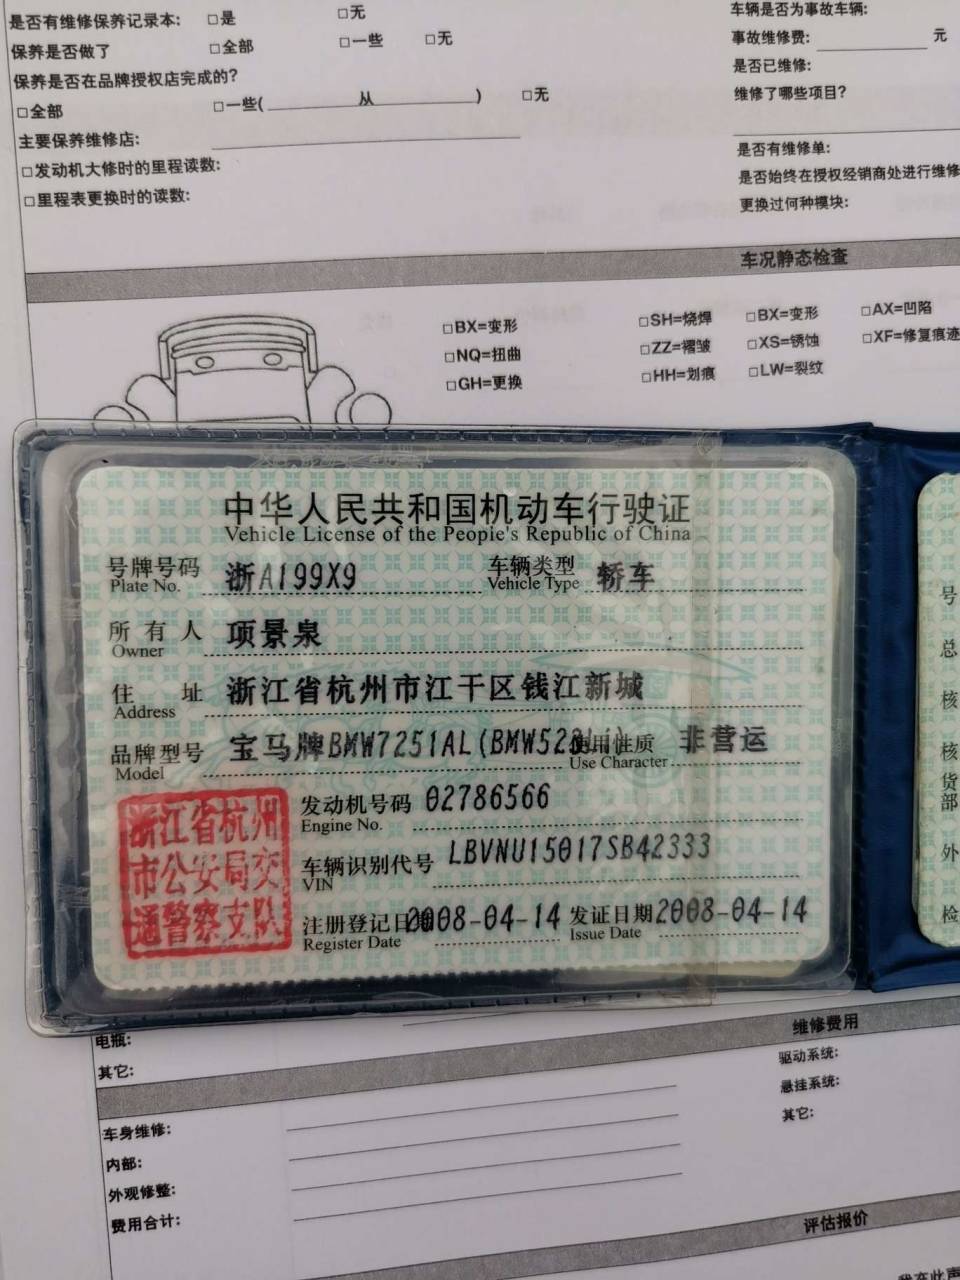 是否有维修保养记录本: □是 □无
保养是否做了 □全部 □一些 □无
保养是否在品牌授权店完成的?
□全部 □一些( 从 ) □无
主要保养维修店:
□发动机大修时的里程读数:
□里程表更换时的读数:
车辆是否为事故车辆:
事故维修费: 元
是否已维修:
维修了哪些项目?
是否有维修单:
是否始终在授权经销商处进行维修
更换过何种模块:
车况静态检查
□BX=变形 □SH=烧焊 □BX=变形 □AX=凹陷
□NQ=扭曲 □ZZ=褶皱 □XS=锈蚀 □XF=修复痕迹
□GH=更换 □HH=划痕 □LW=裂纹
中华人民共和国机动车行驶证
Vehicle License of the People's Republic of China
号牌号码 浙A199X9 车辆类型 轿车
Plate No. Vehicle Type
所有人 项景泉
Owner
住址 浙江省杭州市江干区钱江新城
Address
品牌型号 宝马牌BMW7251AL(BMW523Li) 使用性质 非营运
Model Use Character
发动机号码 02786566
Engine No.
车辆识别代号 LBVNU15017SB42333
VIN
注册登记日期 2008-04-14 发证日期 2008-04-14
Register Date Issue Date
浙江省杭州
市公安局交
通警察支队
号
总
核
核
货
部
外
检
电瓶:
其它:
维修费用
驱动系统:
悬挂系统:
其它:
车身维修:
内部:
外观修整:
费用合计:
评估报价
我在此声